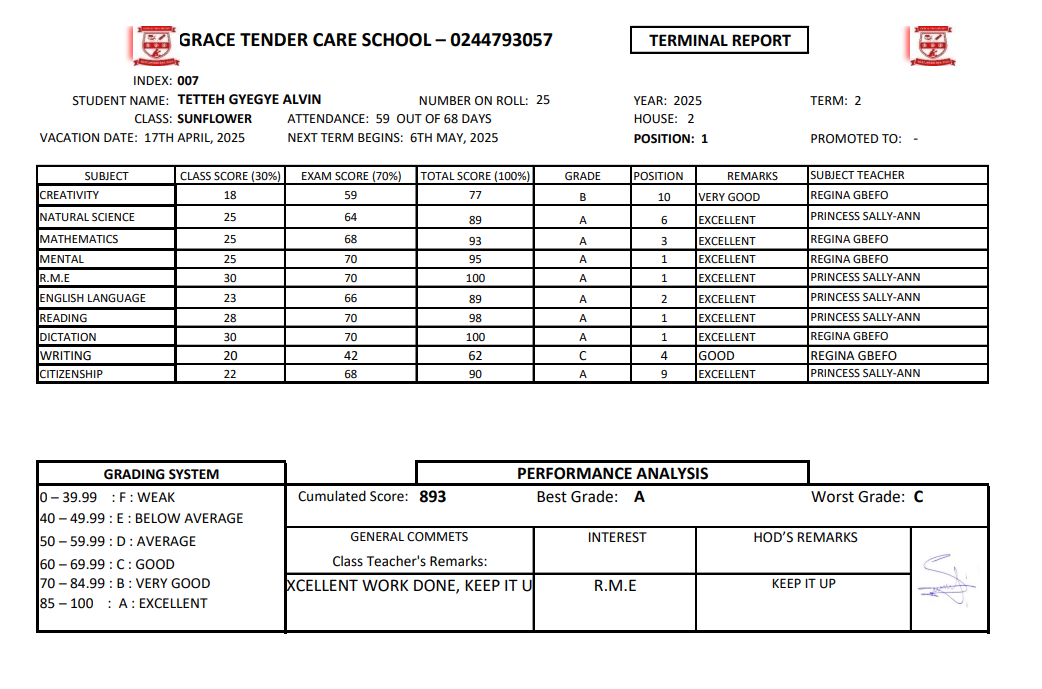 GRACE TENDER CARE SCHOOL – 0244793057
TERMINAL REPORT
INDEX: 007
STUDENT NAME: TETTEH GYEGYE ALVIN NUMBER ON ROLL: 25 YEAR: 2025 TERM: 2
CLASS: SUNFLOWER ATTENDANCE: 59 OUT OF 68 DAYS HOUSE: 2
VACATION DATE: 17TH APRIL, 2025 NEXT TERM BEGINS: 6TH MAY, 2025 POSITION: 1 PROMOTED TO: -
SUBJECT CLASS SCORE (30%) EXAM SCORE (70%) TOTAL SCORE (100%) GRADE POSITION REMARKS SUBJECT TEACHER
CREATIVITY 18 59 77 B 10 VERY GOOD REGINA GBEFO
NATURAL SCIENCE 25 64 89 A 6 EXCELLENT PRINCESS SALLY-ANN
MATHEMATICS 25 68 93 A 3 EXCELLENT REGINA GBEFO
MENTAL 25 70 95 A 1 EXCELLENT REGINA GBEFO
R.M.E 30 70 100 A 1 EXCELLENT PRINCESS SALLY-ANN
ENGLISH LANGUAGE 23 66 89 A 2 EXCELLENT PRINCESS SALLY-ANN
READING 28 70 98 A 1 EXCELLENT PRINCESS SALLY-ANN
DICTATION 30 70 100 A 1 EXCELLENT REGINA GBEFO
WRITING 20 42 62 C 4 GOOD REGINA GBEFO
CITIZENSHIP 22 68 90 A 9 EXCELLENT PRINCESS SALLY-ANN
GRADING SYSTEM
0 – 39.99 : F : WEAK
40 – 49.99 : E : BELOW AVERAGE
50 – 59.99 : D : AVERAGE
60 – 69.99 : C : GOOD
70 – 84.99 : B : VERY GOOD
85 – 100 : A : EXCELLENT
PERFORMANCE ANALYSIS
Cumulated Score: 893 Best Grade: A Worst Grade: C
GENERAL COMMETS INTEREST HOD'S REMARKS
Class Teacher's Remarks:
XCELLENT WORK DONE, KEEP IT U R.M.E KEEP IT UP